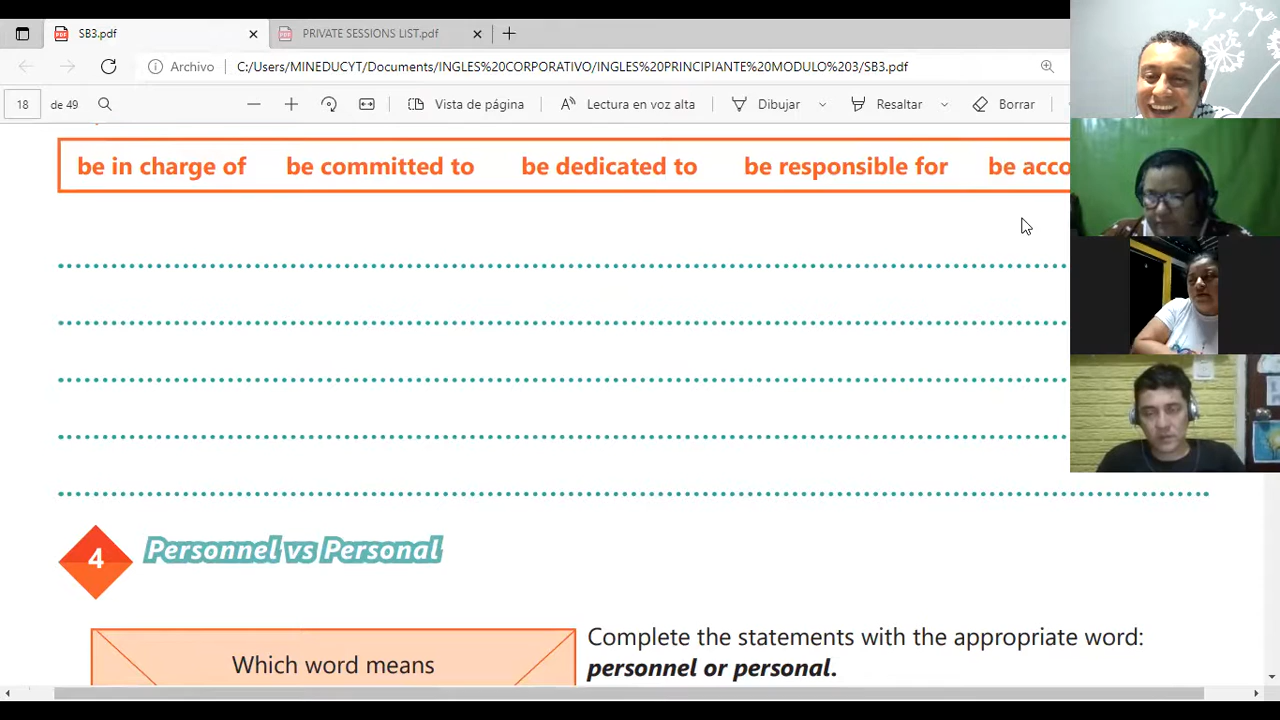 SB3.pdf
PRIVATE SESSIONS LIST.pdf
Archivo
C:/Users/MINEDUCYT/Documents/INGLES%20CORPORATIVO/INGLES%20PRINCIPIANTE%20MODULO%203/SB3.pdf
18 de 49
Vista de página
Lectura en voz alta
Dibujar
Resaltar
Borrar
be in charge of be committed to be dedicated to be responsible for be acco
4 Personnel vs Personal
Which word means
Complete the statements with the appropriate word:
personnel or personal.